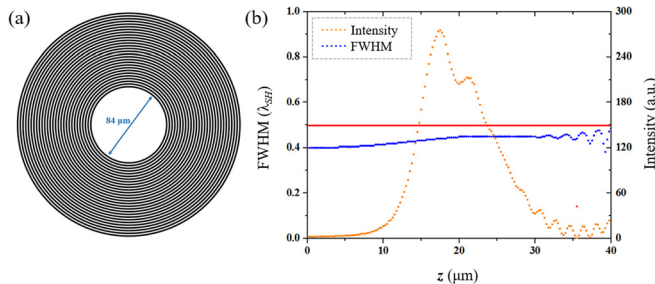 (a)
84 μm
(b)
Intensity
FWHM
FWHM (λSH)
1.0
0.8
0.6
0.4
0.2
0.0
300
240
180
120
60
0
Intensity (a.u.)
0 10 20 30 40
z (μm)